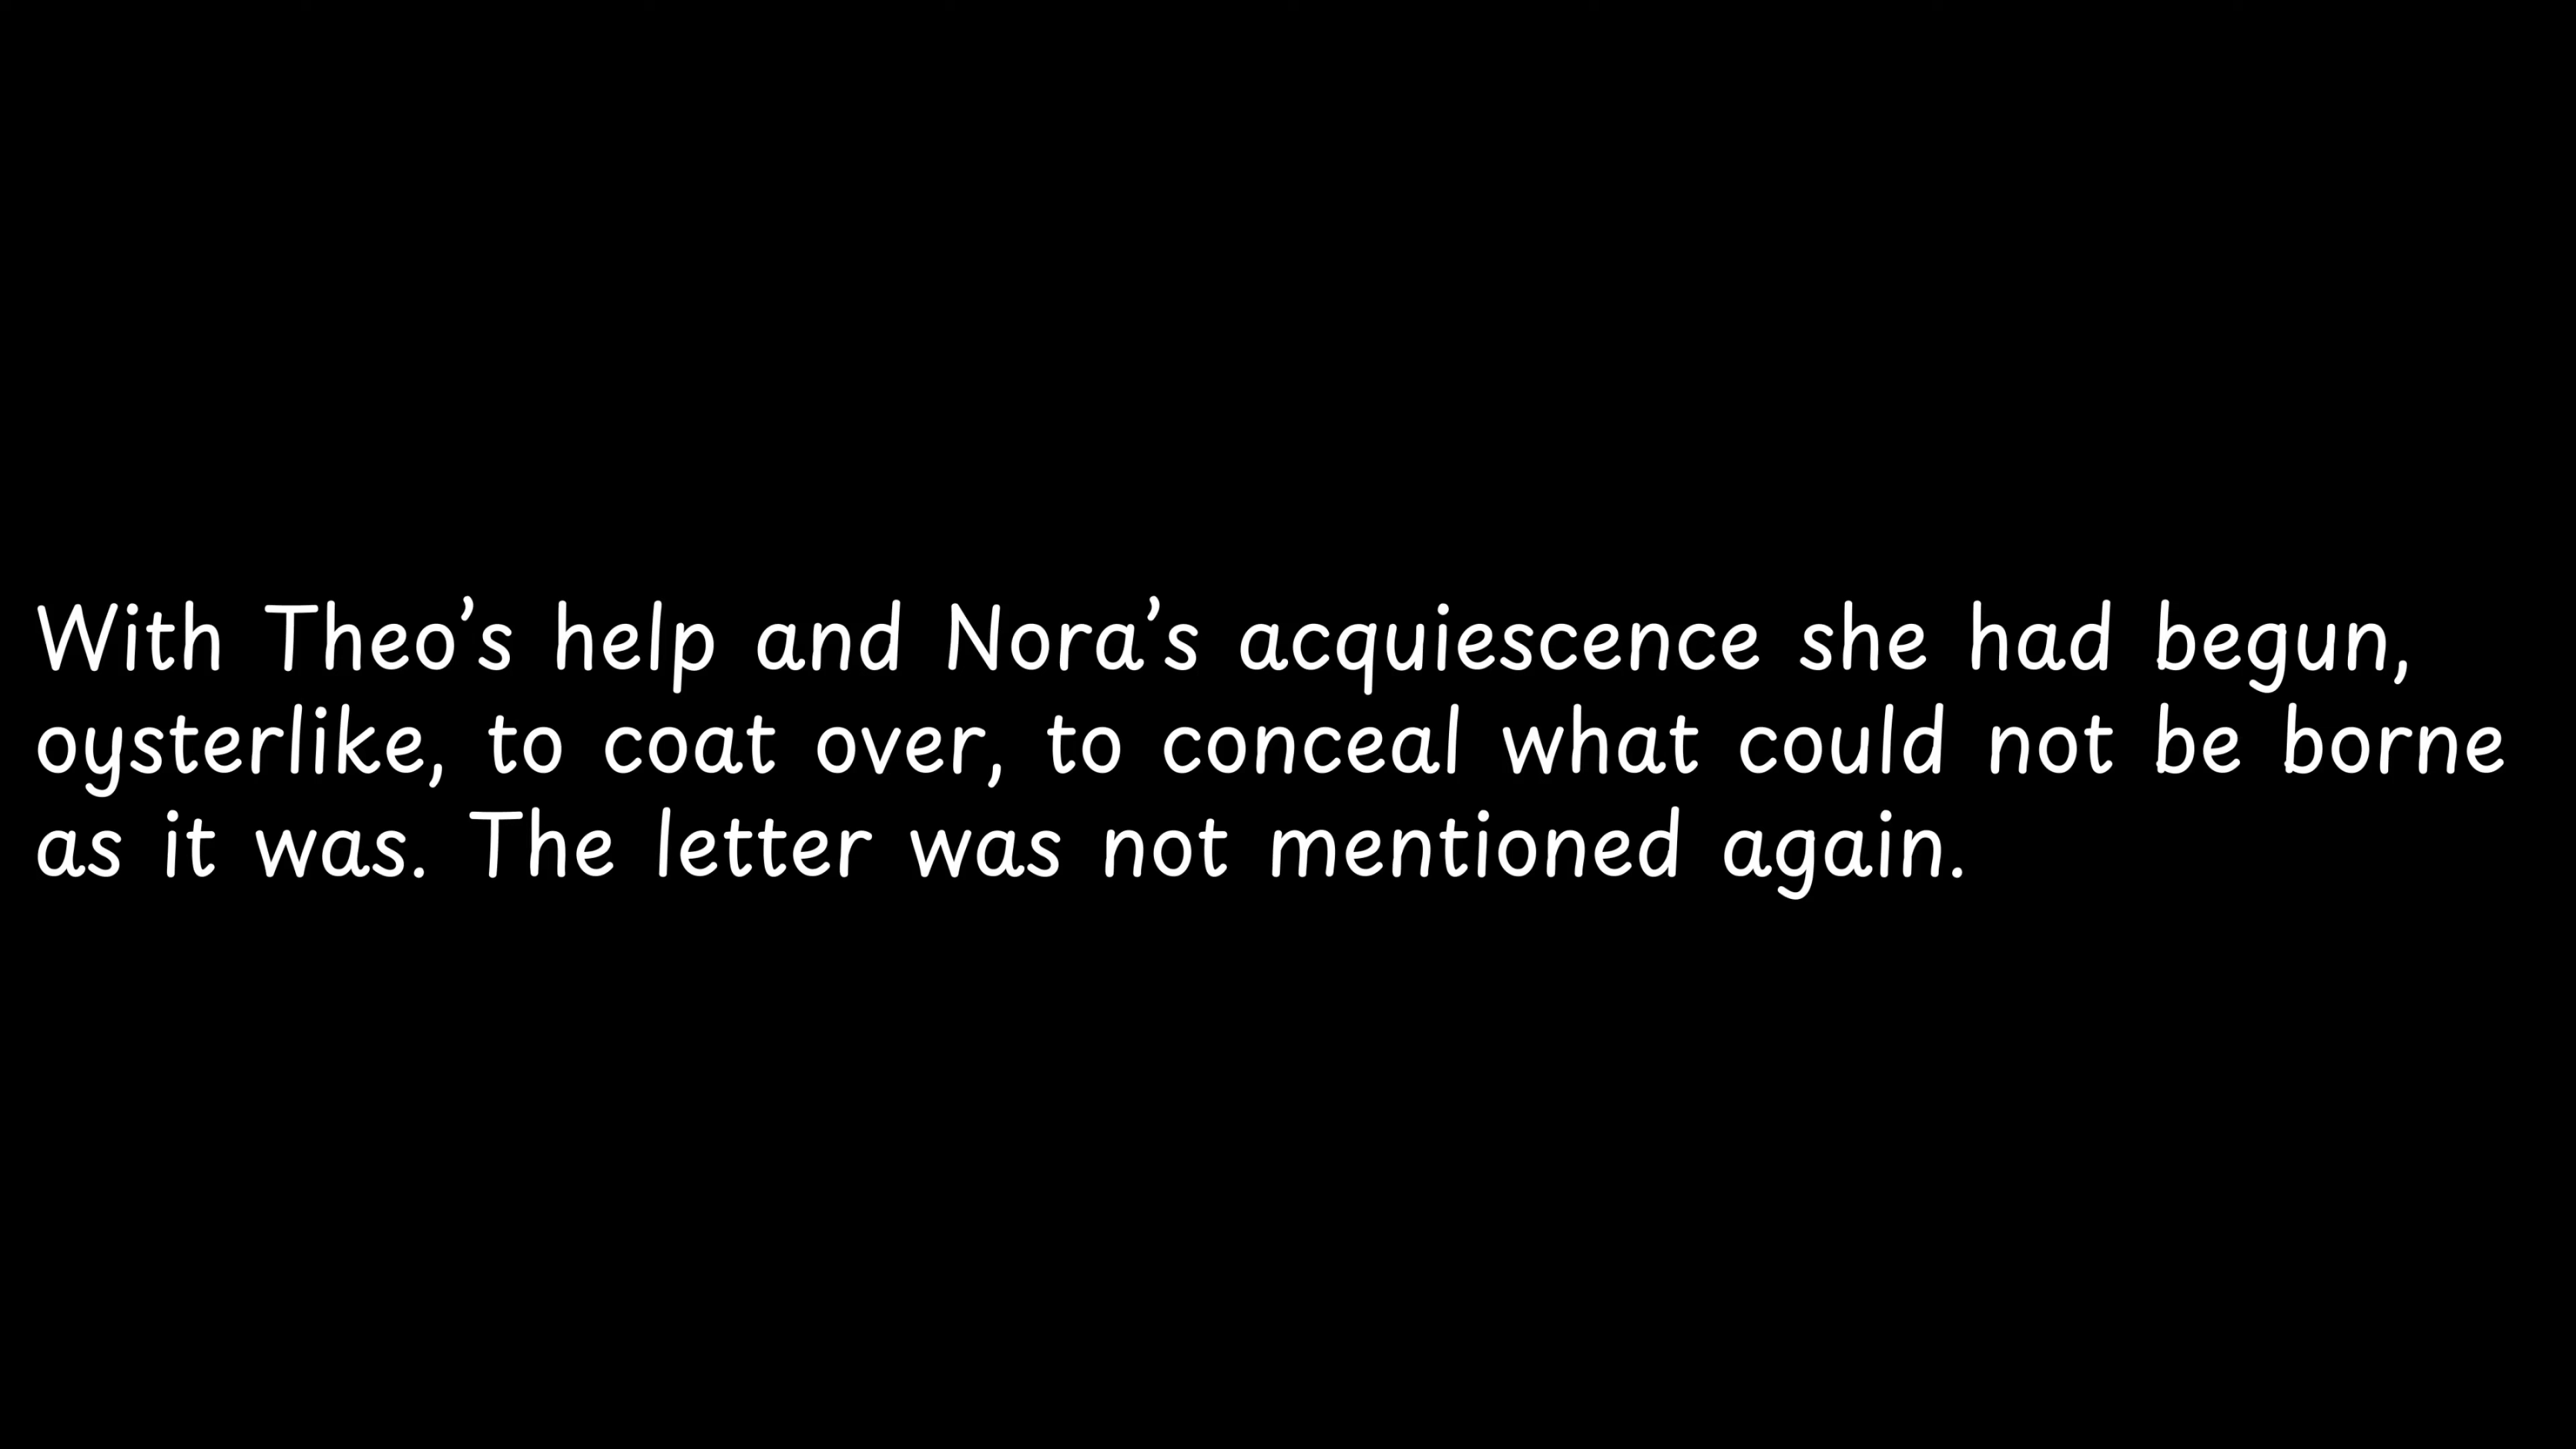 With Theo’s help and Nora’s acquiescence she had begun,
oysterlike, to coat over, to conceal what could not be borne
as it was. The letter was not mentioned again.